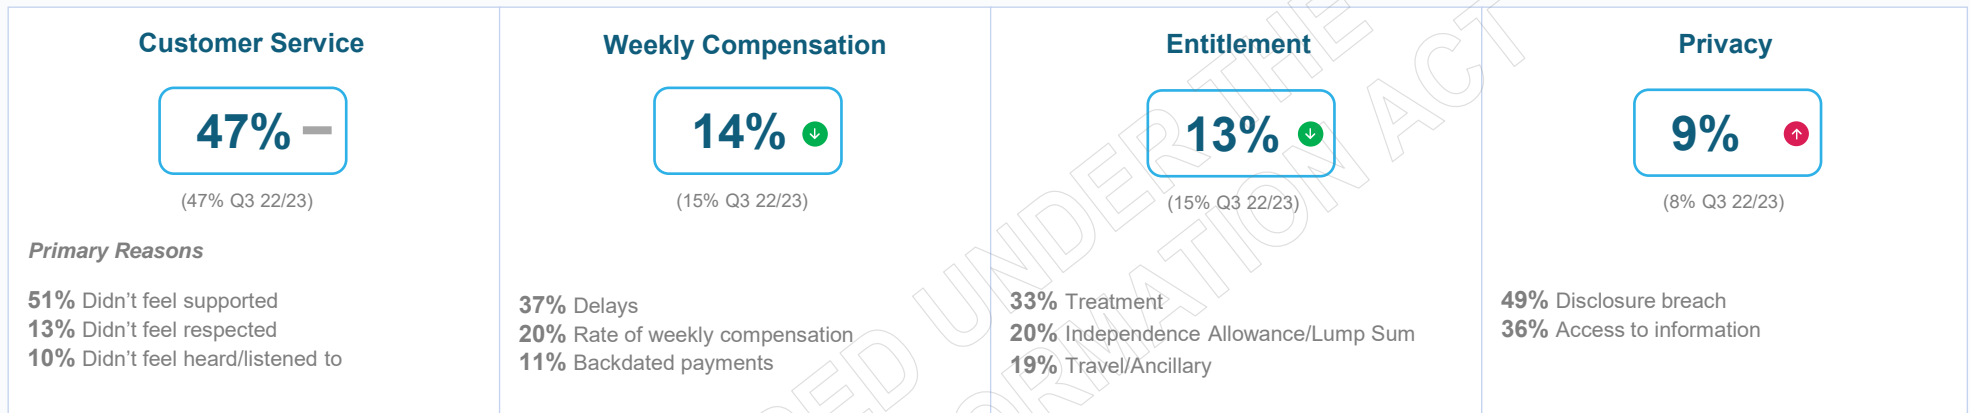 Customer Service
47%
(47% Q3 22/23)
Primary Reasons
51% Didn't feel supported
13% Didn't feel respected
10% Didn't feel heard/listened to
Weekly Compensation
14%
(15% Q3 22/23)
37% Delays
20% Rate of weekly compensation
11% Backdated payments
Entitlement
13%
(15% Q3 22/23)
33% Treatment
20% Independence Allowance/Lump Sum
19% Travel/Ancillary
Privacy
9%
(8% Q3 22/23)
49% Disclosure breach
36% Access to information
UNDER THE
ACT